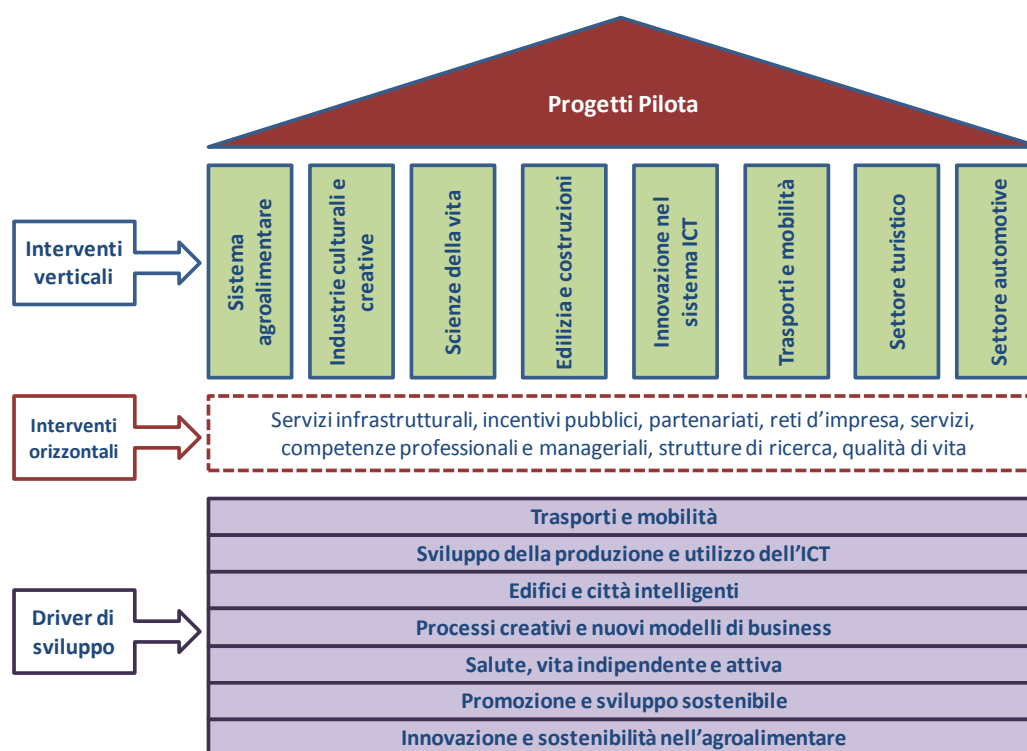 Progetti Pilota
Interventi
verticali
Sistema
agroalimentare
Industrie culturali e
creative
Scienze della vita
Edilizia e costruzioni
Innovazione nel
sistema ICT
Trasporti e mobilità
Settore turistico
Settore automotive
Interventi
orizzontali
Servizi infrastrutturali, incentivi pubblici, partenariati, reti d’impresa, servizi,
competenze professionali e manageriali, strutture di ricerca, qualità di vita
Driver di
sviluppo
Trasporti e mobilità
Sviluppo della produzione e utilizzo dell’ICT
Edifici e città intelligenti
Processi creativi e nuovi modelli di business
Salute, vita indipendente e attiva
Promozione e sviluppo sostenibile
Innovazione e sostenibilità nell’agroalimentare